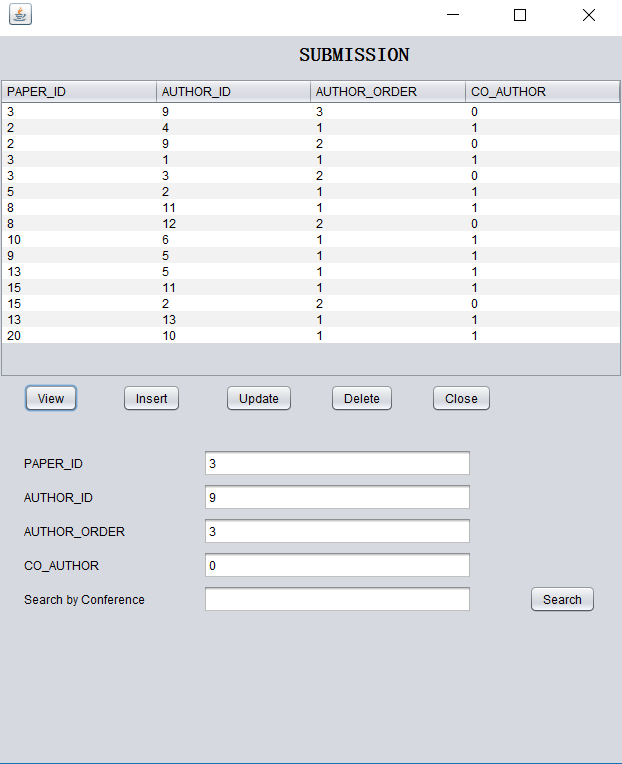 SUBMISSION
PAPER_ID AUTHOR_ID AUTHOR_ORDER CO_AUTHOR
3 9 3 0
2 4 1 1
2 9 2 0
3 1 1 1
3 3 2 0
5 2 1 1
8 11 1 1
8 12 2 0
10 6 1 1
9 5 1 1
13 5 1 1
15 11 1 1
15 2 2 0
13 13 1 1
20 10 1 1
View Insert Update Delete Close
PAPER_ID 3
AUTHOR_ID 9
AUTHOR_ORDER 3
CO_AUTHOR 0
Search by Conference Search